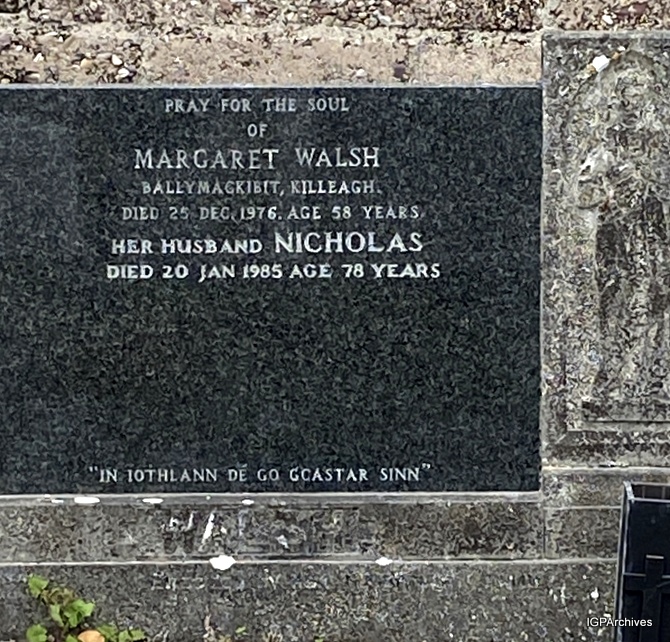 PRAY FOR THE SOUL
OF
MARGARET WALSH
BALLYMACKIBIT, KILLEAGH.
DIED 25 DEC. 1976. AGE 58 YEARS.
HER HUSBAND NICHOLAS
DIED 20 JAN 1985 AGE 78 YEARS
"IN IOTHLANN DÉ GO GCASTAR SINN"
IGPArchives